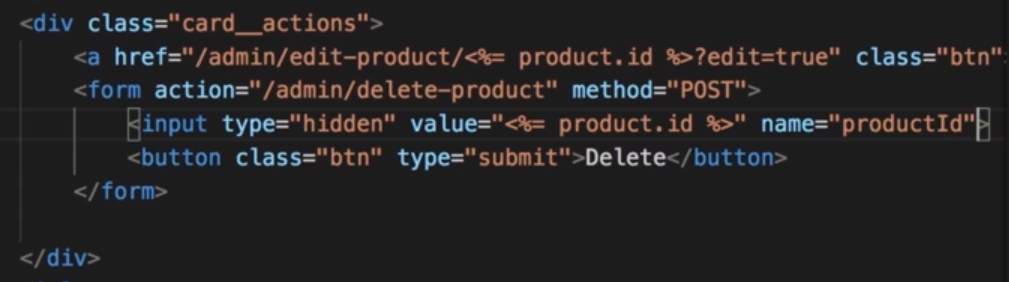 <div class="card__actions">
<a href="/admin/edit-product/<%= product.id %>?edit=true" class="btn"
<form action="/admin/delete-product" method="POST">
<input type="hidden" value="<%= product.id %>" name="productId">
<button class="btn" type="submit">Delete</button>
</form>
</div>